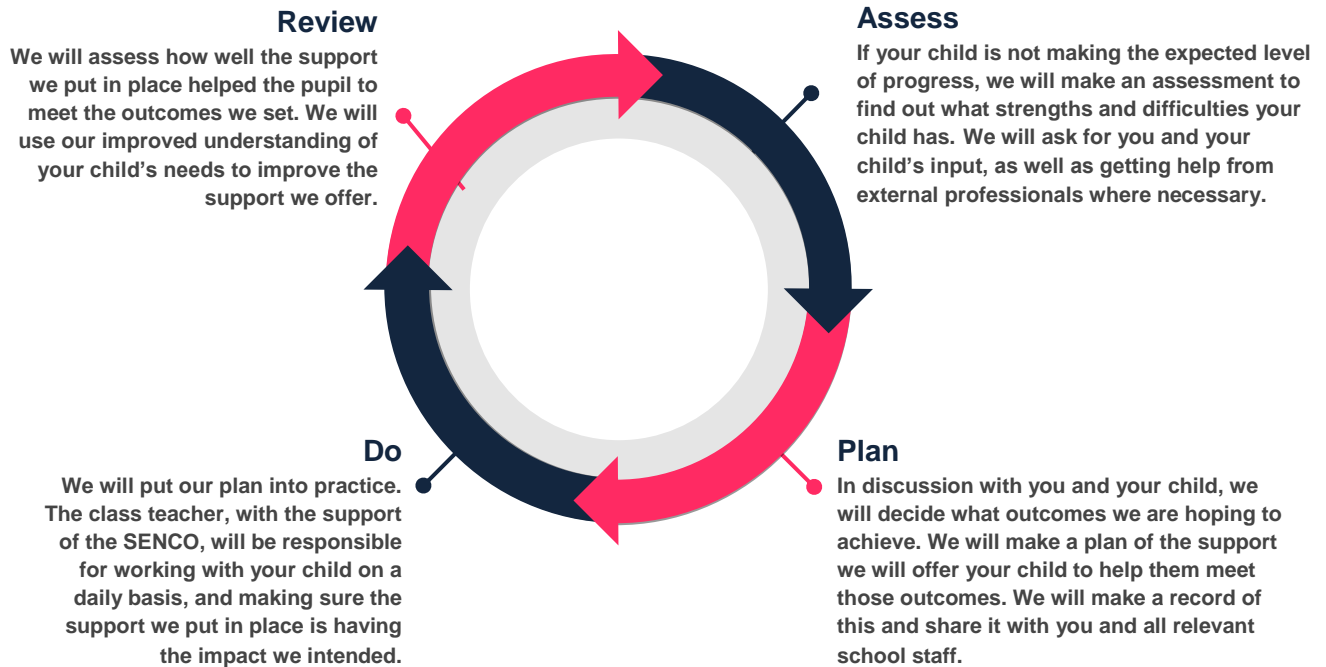 Review
We will assess how well the support
we put in place helped the pupil to
meet the outcomes we set. We will
use our improved understanding of
your child’s needs to improve the
support we offer.
Assess
If your child is not making the expected level
of progress, we will make an assessment to
find out what strengths and difficulties your
child has. We will ask for you and your
child’s input, as well as getting help from
external professionals where necessary.
Do
We will put our plan into practice.
The class teacher, with the support
of the SENCO, will be responsible
for working with your child on a
daily basis, and making sure the
support we put in place is having
the impact we intended.
Plan
In discussion with you and your child, we
will decide what outcomes we are hoping to
achieve. We will make a plan of the support
we will offer your child to help them meet
those outcomes. We will make a record of
this and share it with you and all relevant
school staff.